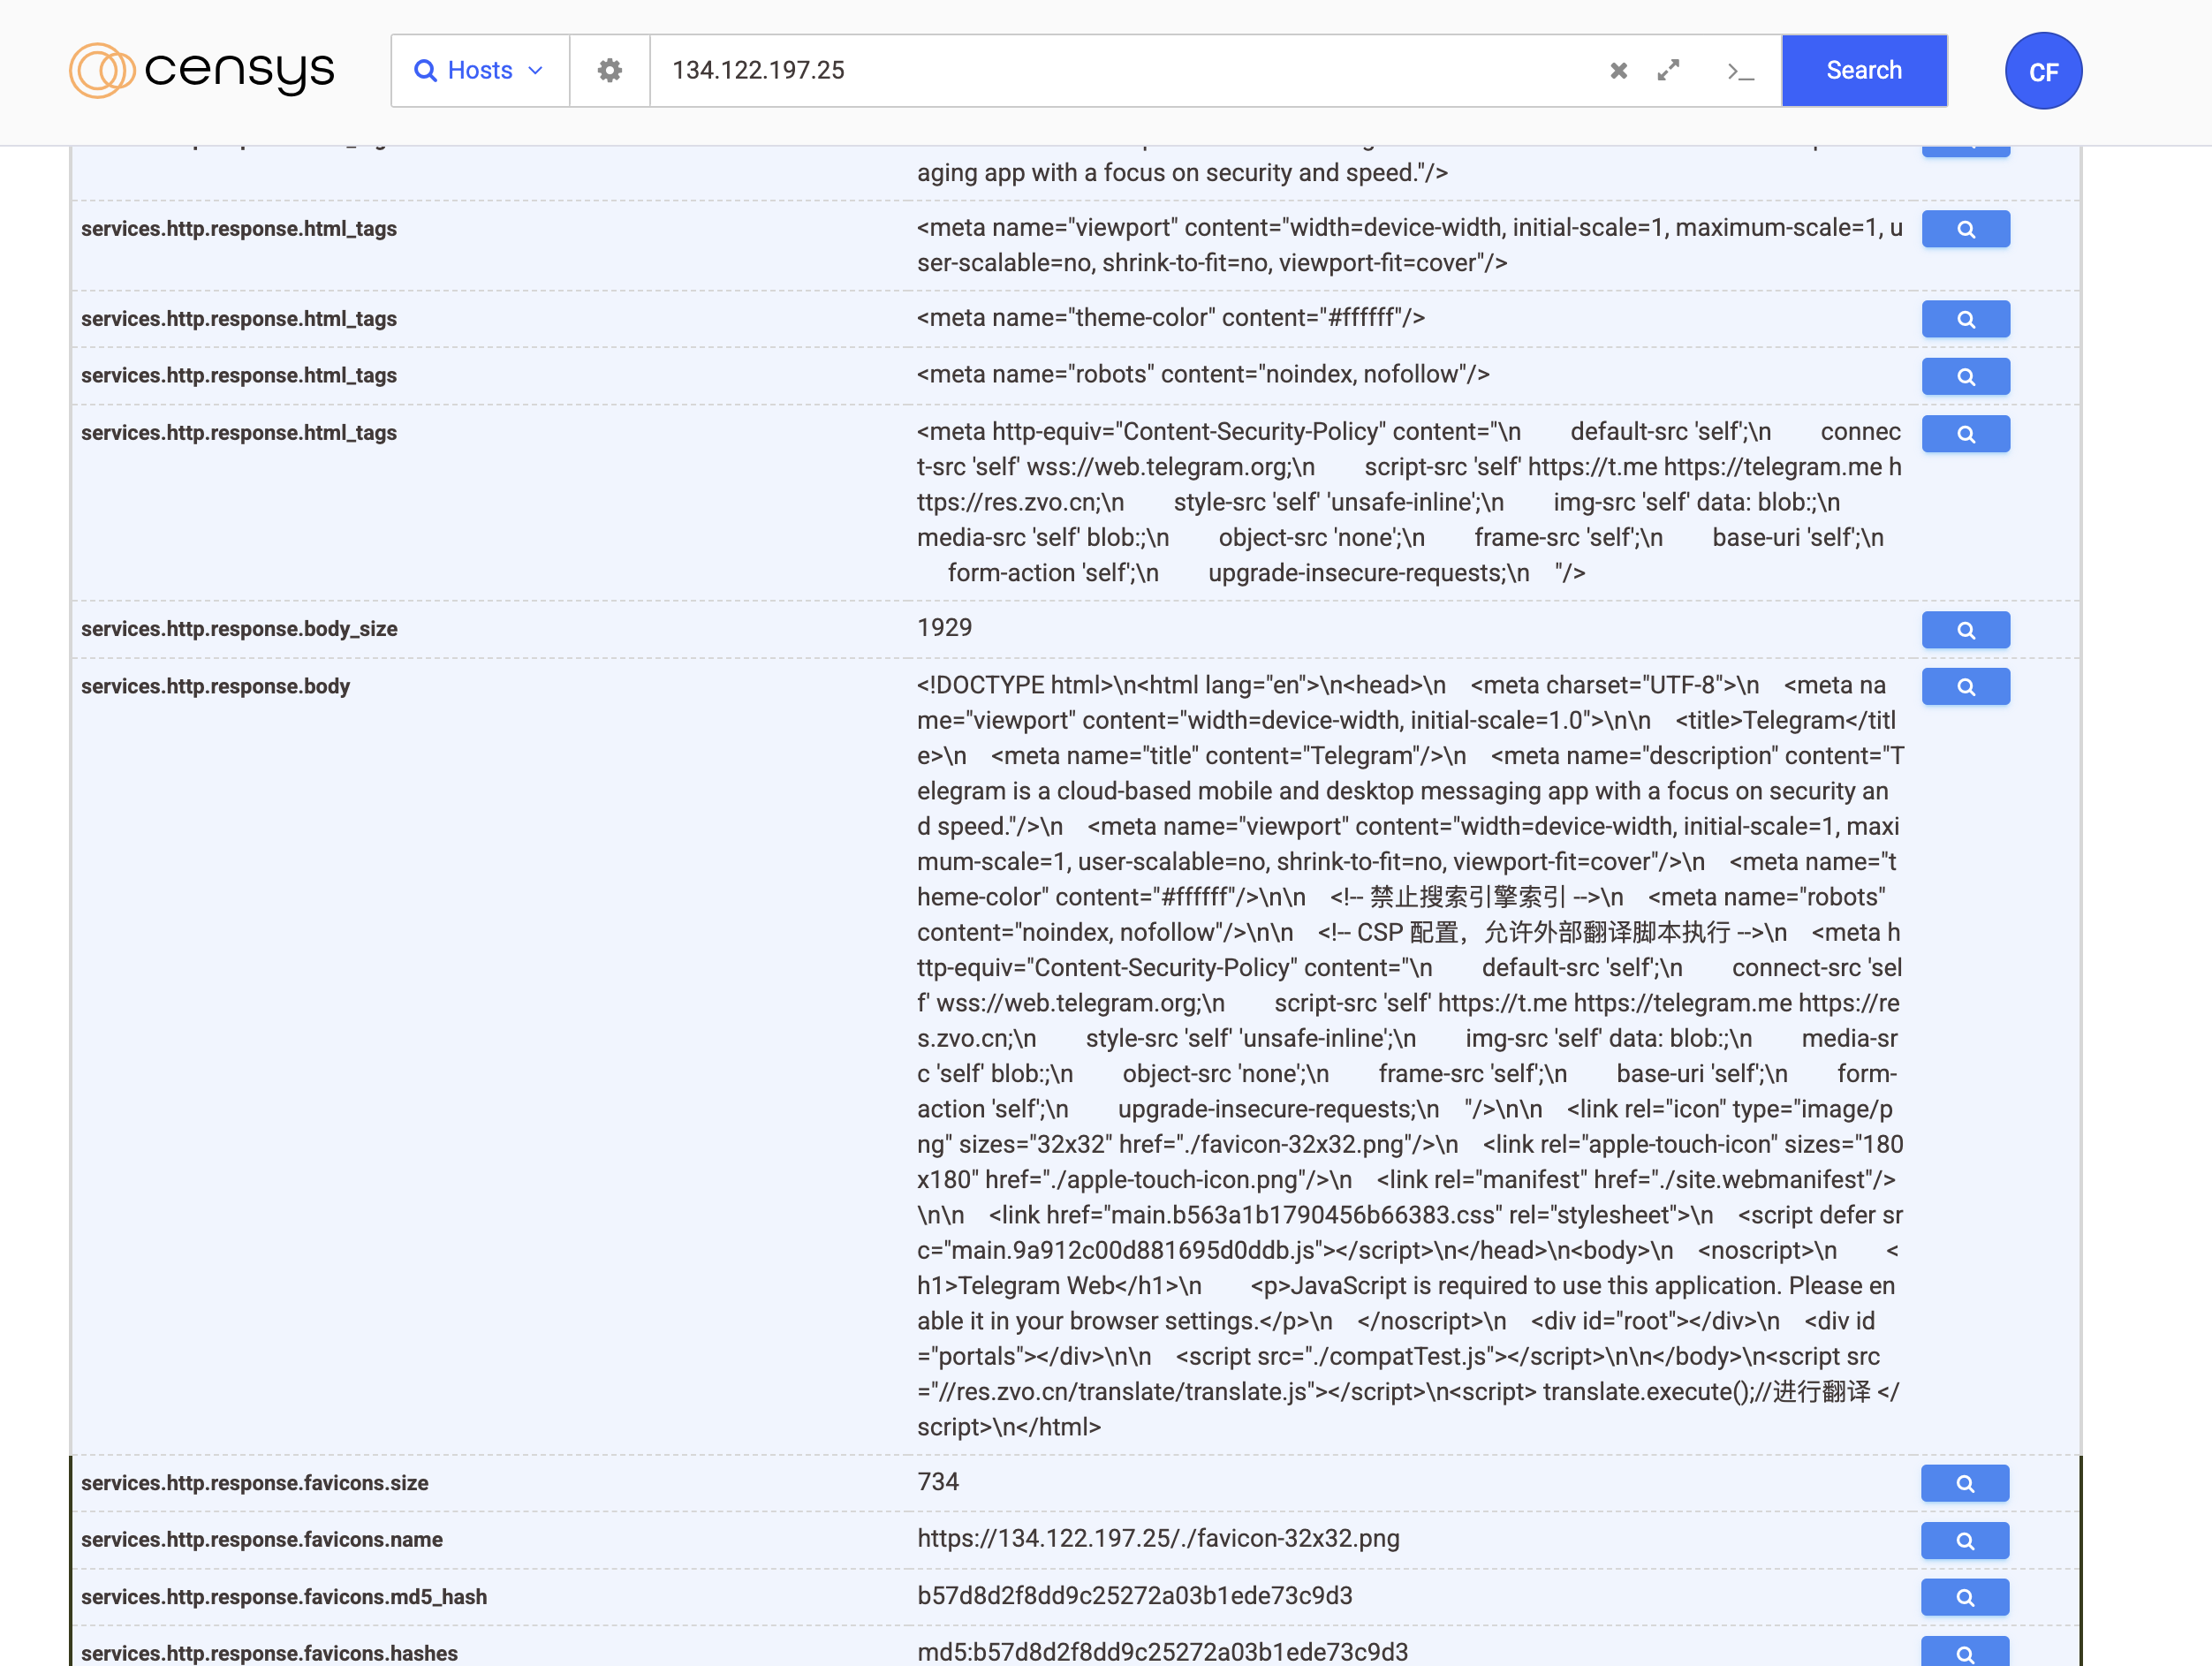 censys
Hosts
134.122.197.25
>_
Search
CF
aging app with a focus on security and speed."/>
services.http.response.html_tags
<meta name="viewport" content="width=device-width, initial-scale=1, maximum-scale=1, u
ser-scalable=no, shrink-to-fit=no, viewport-fit=cover"/>
services.http.response.html_tags
<meta name="theme-color" content="#ffffff"/>
services.http.response.html_tags
<meta name="robots" content="noindex, nofollow"/>
services.http.response.html_tags
<meta http-equiv="Content-Security-Policy" content="\n default-src 'self';\n connec
t-src 'self' wss://web.telegram.org;\n script-src 'self' https://t.me https://telegram.me h
ttps://res.zvo.cn;\n style-src 'self' 'unsafe-inline';\n img-src 'self' data: blob:;\n
media-src 'self' blob:;\n object-src 'none';\n frame-src 'self';\n base-uri 'self';\n
form-action 'self';\n upgrade-insecure-requests;\n "/>
services.http.response.body_size
1929
services.http.response.body
<!DOCTYPE html>\n<html lang="en">\n<head>\n <meta charset="UTF-8">\n <meta na
me="viewport" content="width=device-width, initial-scale=1.0">\n\n <title>Telegram</titl
e>\n <meta name="title" content="Telegram"/>\n <meta name="description" content="T
elegram is a cloud-based mobile and desktop messaging app with a focus on security an
d speed."/>\n <meta name="viewport" content="width=device-width, initial-scale=1, maxi
mum-scale=1, user-scalable=no, shrink-to-fit=no, viewport-fit=cover"/>\n <meta name="t
heme-color" content="#ffffff"/>\n\n <!-- 禁止搜索引擎索引 -->\n <meta name="robots"
content="noindex, nofollow"/>\n\n <!-- CSP 配置，允许外部翻译脚本执行 -->\n <meta h
ttp-equiv="Content-Security-Policy" content="\n default-src 'self';\n connect-src 'sel
f' wss://web.telegram.org;\n script-src 'self' https://t.me https://telegram.me https://re
s.zvo.cn;\n style-src 'self' 'unsafe-inline';\n img-src 'self' data: blob:;\n media-sr
c 'self' blob:;\n object-src 'none';\n frame-src 'self';\n base-uri 'self';\n form-
action 'self';\n upgrade-insecure-requests;\n "/>\n\n <link rel="icon" type="image/p
ng" sizes="32x32" href="./favicon-32x32.png"/>\n <link rel="apple-touch-icon" sizes="180
x180" href="./apple-touch-icon.png"/>\n <link rel="manifest" href="./site.webmanifest"/>
\n\n <link href="main.b563a1b1790456b66383.css" rel="stylesheet">\n <script defer sr
c="main.9a912c00d881695d0ddb.js"></script>\n</head>\n<body>\n <noscript>\n <
h1>Telegram Web</h1>\n <p>JavaScript is required to use this application. Please en
able it in your browser settings.</p>\n </noscript>\n <div id="root"></div>\n <div id
="portals"></div>\n\n <script src="./compatTest.js"></script>\n\n</body>\n<script src
="//res.zvo.cn/translate/translate.js"></script>\n<script> translate.execute();//进行翻译 </
script>\n</html>
services.http.response.favicons.size
734
services.http.response.favicons.name
https://134.122.197.25/./favicon-32x32.png
services.http.response.favicons.md5_hash
b57d8d2f8dd9c25272a03b1ede73c9d3
services.http.response.favicons.hashes
md5:b57d8d2f8dd9c25272a03b1ede73c9d3